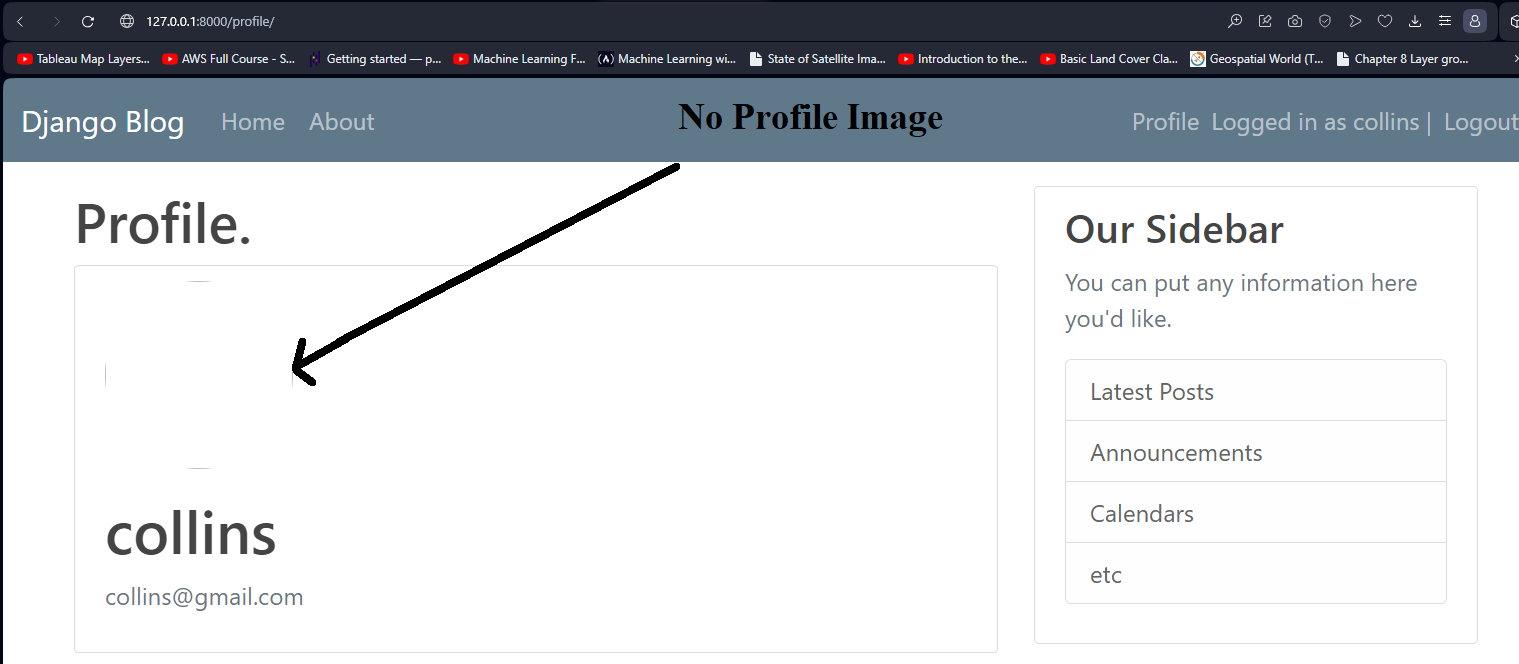 127.0.0.1:8000/profile/
Tableau Map Layers... AWS Full Course - S... Getting started — p... Machine Learning F... Machine Learning wi... State of Satellite Ima... Introduction to the... Basic Land Cover Cla... Geospatial World (T... Chapter 8 Layer gro...
Django Blog Home About No Profile Image Profile Logged in as collins | Logout
Profile.
collins
collins@gmail.com
Our Sidebar
You can put any information here
you'd like.
Latest Posts
Announcements
Calendars
etc